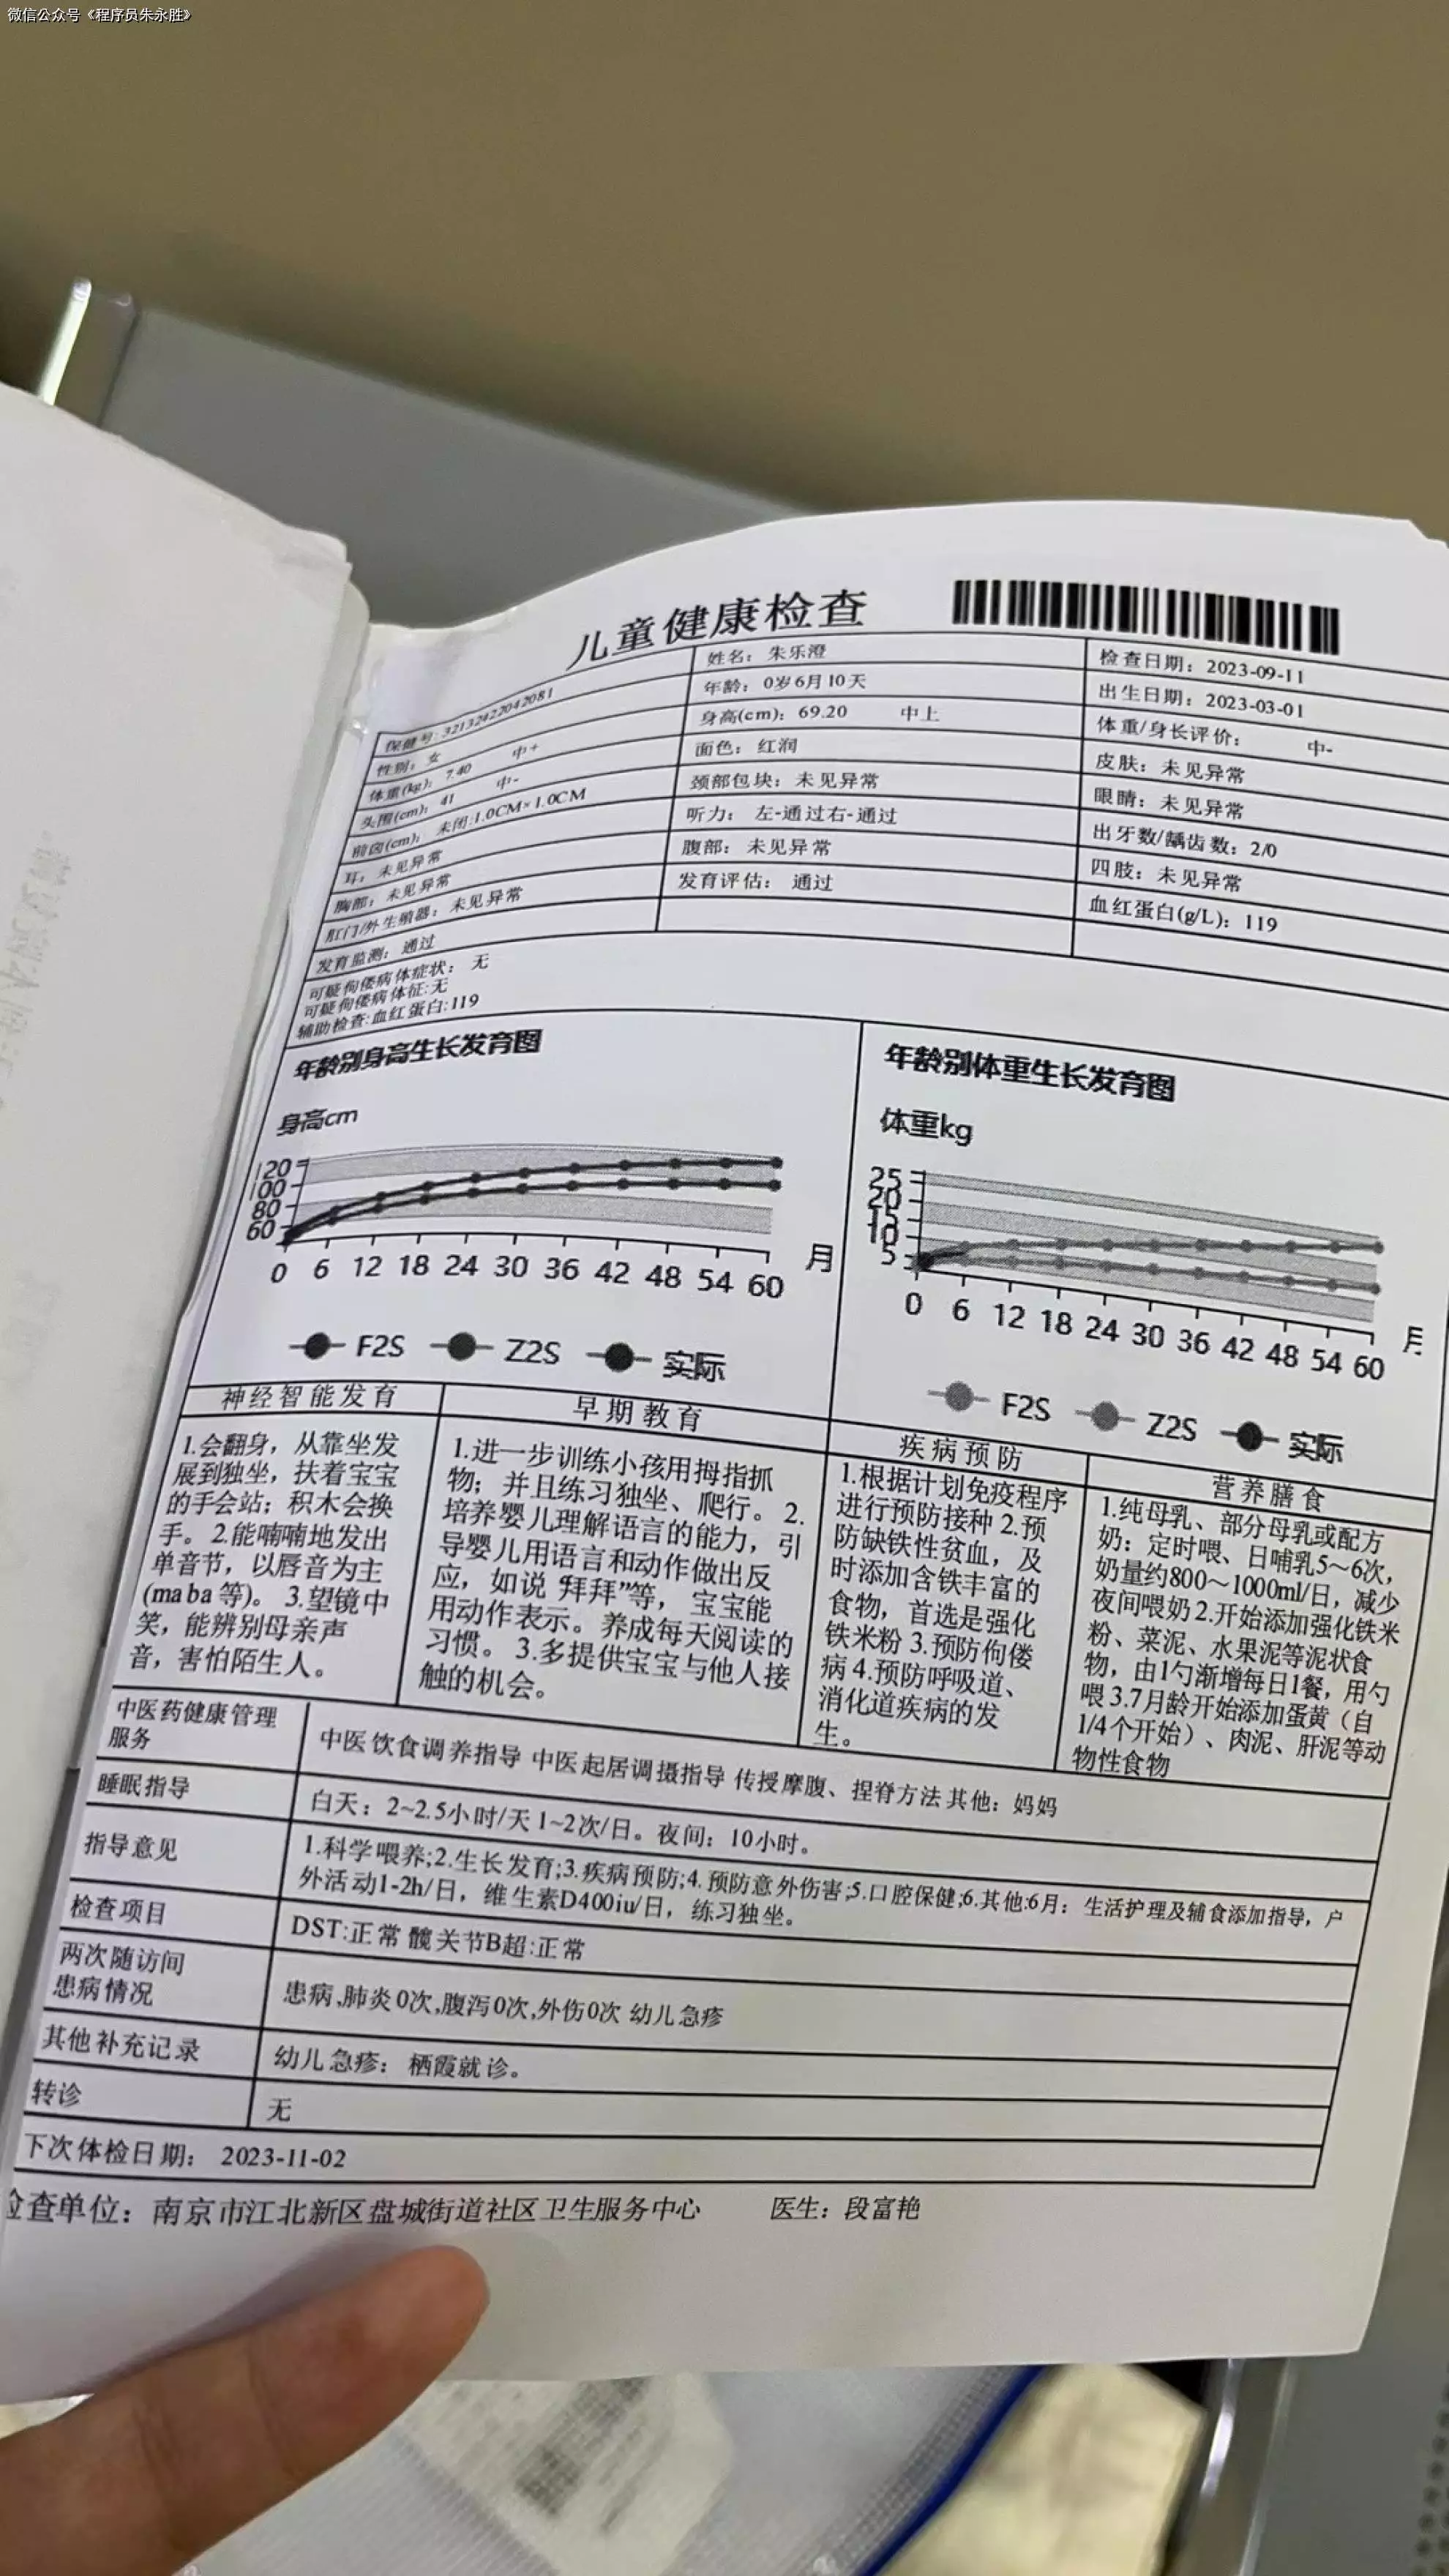 微信公众号《程序员朱永胜》
儿童健康检查
保健号: 32132422042081
姓名: 朱乐澄
检查日期: 2023-09-11
性别: 女
年龄: 0岁6月10天
出生日期: 2023-03-01
体重(kg): 7.40 中+
身高(cm): 69.20 中上
体重/身长评价: 中-
头围(cm): 41 中-
面色: 红润
皮肤: 未见异常
前囟(cm): 未闭:1.0CM×1.0CM
颈部包块: 未见异常
眼睛: 未见异常
耳: 未见异常
听力: 左-通过右-通过
出牙数/龋齿数: 2/0
胸部: 未见异常
腹部: 未见异常
四肢: 未见异常
肛门/外生殖器: 未见异常
发育评估: 通过
血红蛋白(g/L): 119
发育监测: 通过
可疑佝偻病体症状: 无
可疑佝偻病体征:无
辅助检查:血红蛋白:119
年龄别身高生长发育图
身高cm
120
100
80
60
0 6 12 18 24 30 36 42 48 54 60 月
F2S Z2S 实际
年龄别体重生长发育图
体重kg
25
20
15
10
5
0 6 12 18 24 30 36 42 48 54 60 月
F2S Z2S 实际
神经智能发育
1.会翻身，从靠坐发
展到独坐，扶着宝宝
的手会站；积木会换
手。 2.能喃喃地发出
单音节，以唇音为主
(ma ba 等)。 3.望镜中
笑，能辨别母亲声
音，害怕陌生人。
早期教育
1.进一步训练小孩用拇指抓
物；并且练习独坐、爬行。 2.
培养婴儿理解语言的能力，引
导婴儿用语言和动作做出反
应，如说“拜拜”等，宝宝能
用动作表示。养成每天阅读的
习惯。 3.多提供宝宝与他人接
触的机会。
疾病预防
1.根据计划免疫程序
进行预防接种 2.预
防缺铁性贫血，及
时添加含铁丰富的
食物，首选是强化
铁米粉 3.预防佝偻
病 4.预防呼吸道、
消化道疾病的发
生。
营养膳食
1.纯母乳、部分母乳或配方
奶：定时喂、日哺乳5～6次，
奶量约800～1000ml/日，减少
夜间喂奶 2.开始添加强化铁米
粉、菜泥、水果泥等泥状食
物，由1勺渐增每日1餐，用勺
喂 3.7月龄开始添加蛋黄（自
1/4个开始）、肉泥、肝泥等动
物性食物
中医药健康管理
服务
中医饮食调养指导 中医起居调摄指导 传授摩腹、捏脊方法 其他: 妈妈
睡眠指导
白天：2~2.5小时/天 1~2次/日。夜间：10小时。
指导意见
1.科学喂养;2.生长发育;3.疾病预防;4.预防意外伤害;5.口腔保健;6.其他:6月：生活护理及辅食添加指导，户
外活动1-2h/日，维生素D400iu/日，练习独坐。
检查项目
DST:正常 髋关节B超:正常
两次随访间
患病情况
患病,肺炎0次,腹泻0次,外伤0次 幼儿急疹
其他补充记录
幼儿急疹：栖霞就诊。
转诊
无
下次体检日期: 2023-11-02
检查单位: 南京市江北新区盘城街道社区卫生服务中心 医生: 段富艳